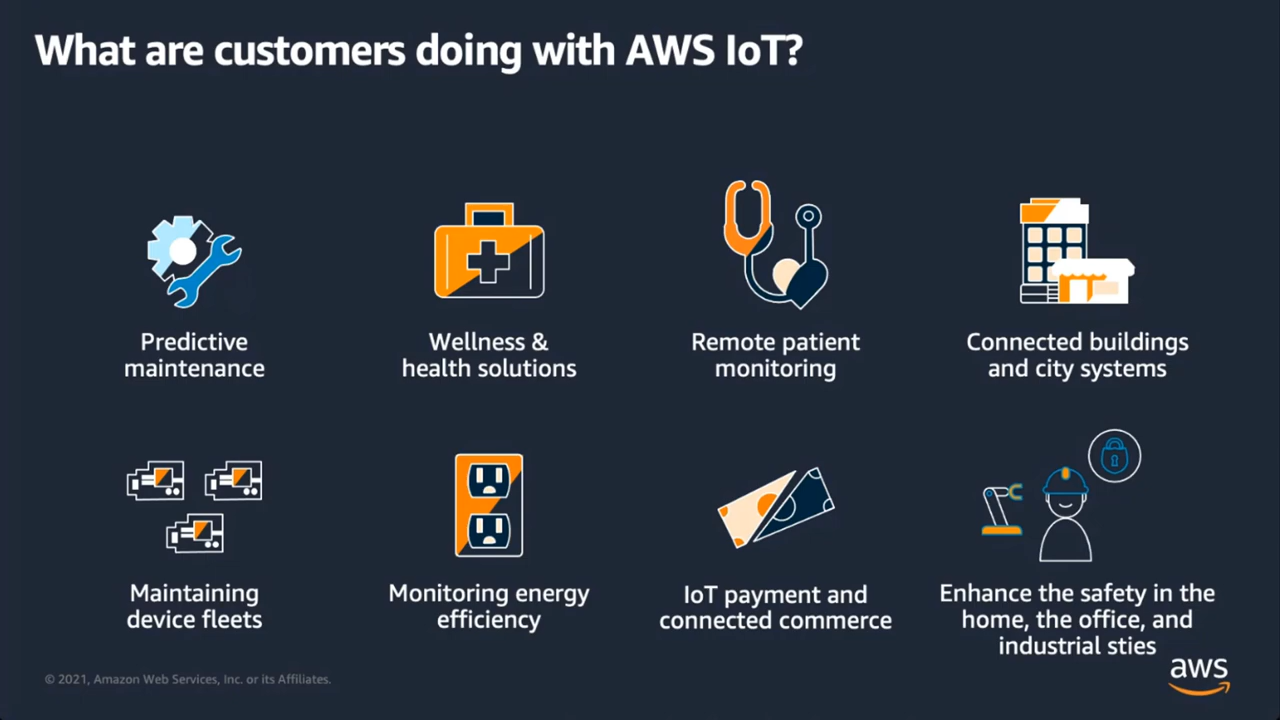 What are customers doing with AWS IoT?
Predictive
maintenance
Wellness &
health solutions
Remote patient
monitoring
Connected buildings
and city systems
Maintaining
device fleets
Monitoring energy
efficiency
IoT payment and
connected commerce
Enhance the safety in the
home, the office, and
industrial sties
© 2021, Amazon Web Services, Inc. or its Affiliates.
aws